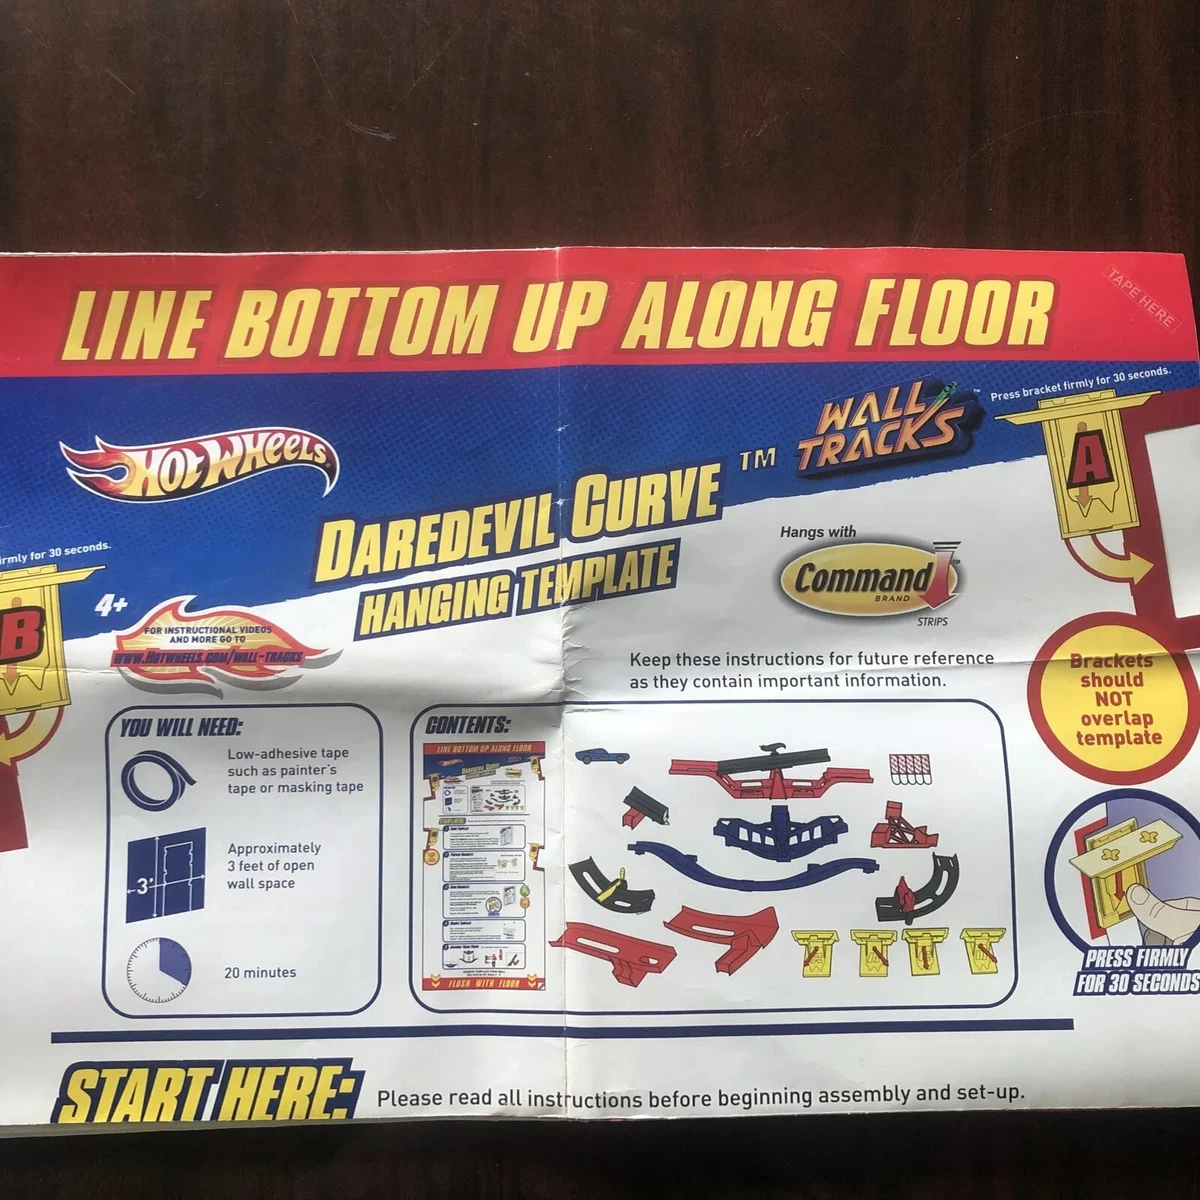 LINE BOTTOM UP ALONG FLOOR
TAPE HERE
HOT WHEELS
WALL
TRACKS™
Press bracket firmly for 30 seconds.
A
DAREDEVIL CURVE™
HANGING TEMPLATE
Hangs with
Command™
BRAND
STRIPS
irmly for 30 seconds.
B
4+
FOR INSTRUCTIONAL VIDEOS
AND MORE GO TO
WWW.HOTWHEELS.COM/WALL-TRACKS
Keep these instructions for future reference
as they contain important information.
Brackets
should
NOT
overlap
template
YOU WILL NEED:
Low-adhesive tape
such as painter's
tape or masking tape
3'
Approximately
3 feet of open
wall space
20 minutes
CONTENTS:
LINE BOTTOM UP ALONG FLOOR
FLUSH WITH FLOOR
PRESS FIRMLY
FOR 30 SECONDS
START HERE:
Please read all instructions before beginning assembly and set-up.